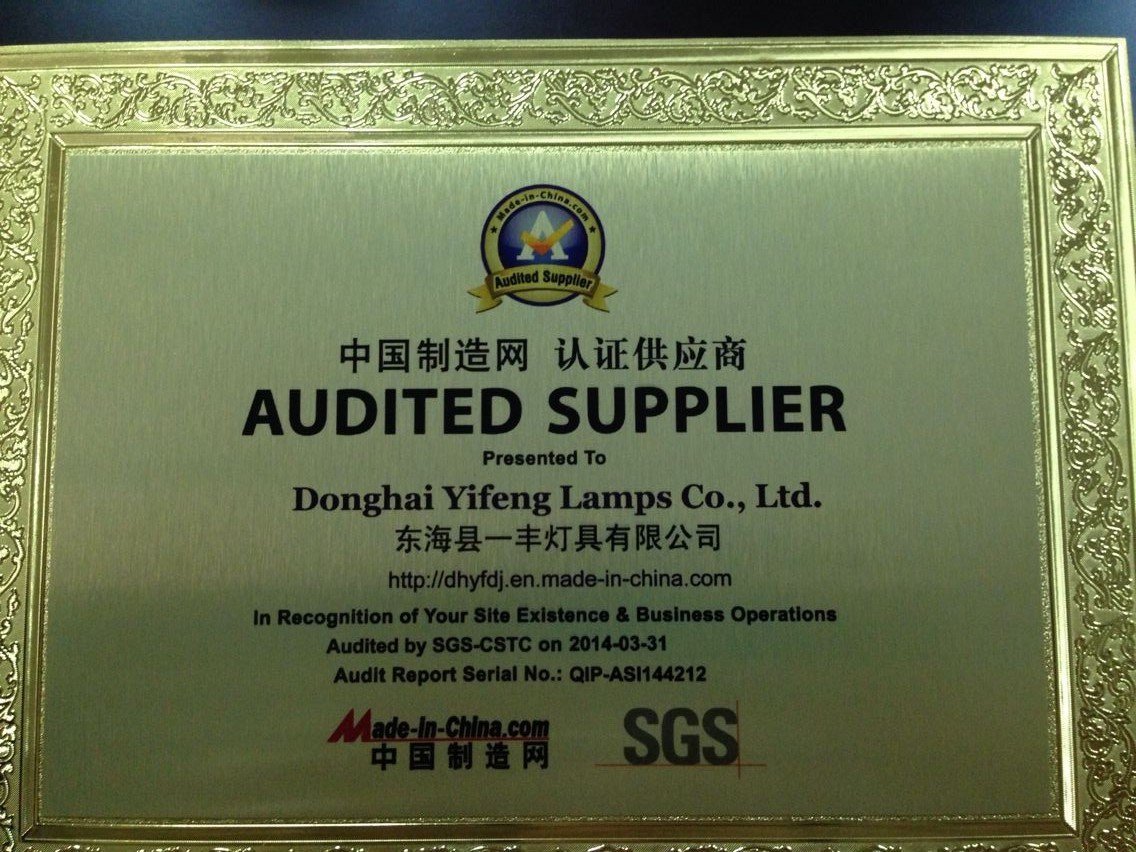 Made-in-China.com
A
Audited Supplier
中国制造网 认证供应商
AUDITED SUPPLIER
Presented To
Donghai Yifeng Lamps Co., Ltd.
东海县一丰灯具有限公司
http://dhyfdj.en.made-in-china.com
In Recognition of Your Site Existence & Business Operations
Audited by SGS-CSTC on 2014-03-31
Audit Report Serial No.: QIP-ASI144212
Made-in-China.com
中国制造网
SGS